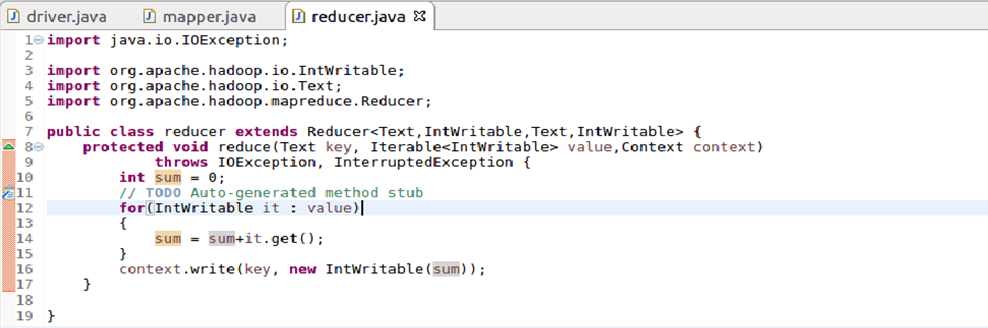 driver.java mapper.java reducer.java
1 import java.io.IOException;
2
3 import org.apache.hadoop.io.IntWritable;
4 import org.apache.hadoop.io.Text;
5 import org.apache.hadoop.mapreduce.Reducer;
6
7 public class reducer extends Reducer<Text,IntWritable,Text,IntWritable> {
8 protected void reduce(Text key, Iterable<IntWritable> value,Context context)
9 throws IOException, InterruptedException {
10 int sum = 0;
11 // TODO Auto-generated method stub
12 for(IntWritable it : value)
13 {
14 sum = sum+it.get();
15 }
16 context.write(key, new IntWritable(sum));
17 }
18
19 }